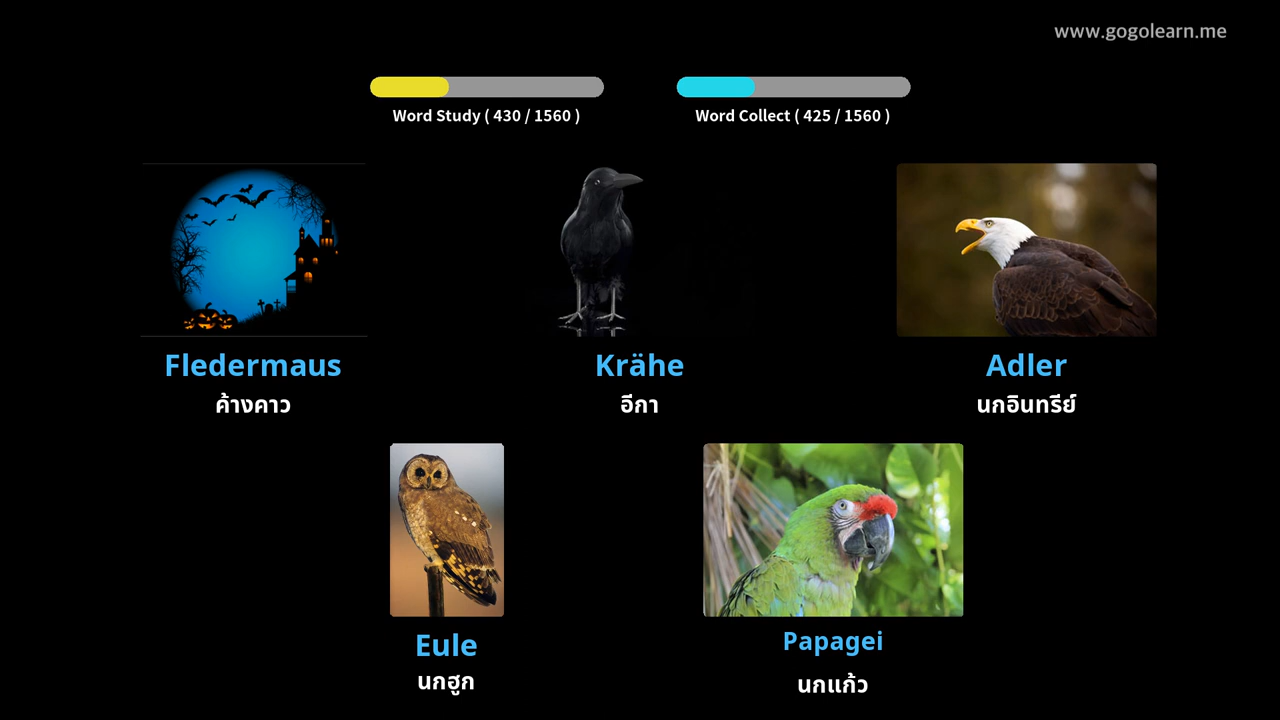 www.gogolearn.me
Word Study ( 430 / 1560 )
Word Collect ( 425 / 1560 )
Fledermaus
ค้างคาว
Krähe
อีกา
Adler
นกอินทรีย์
Eule
นกฮูก
Papagei
นกแก้ว